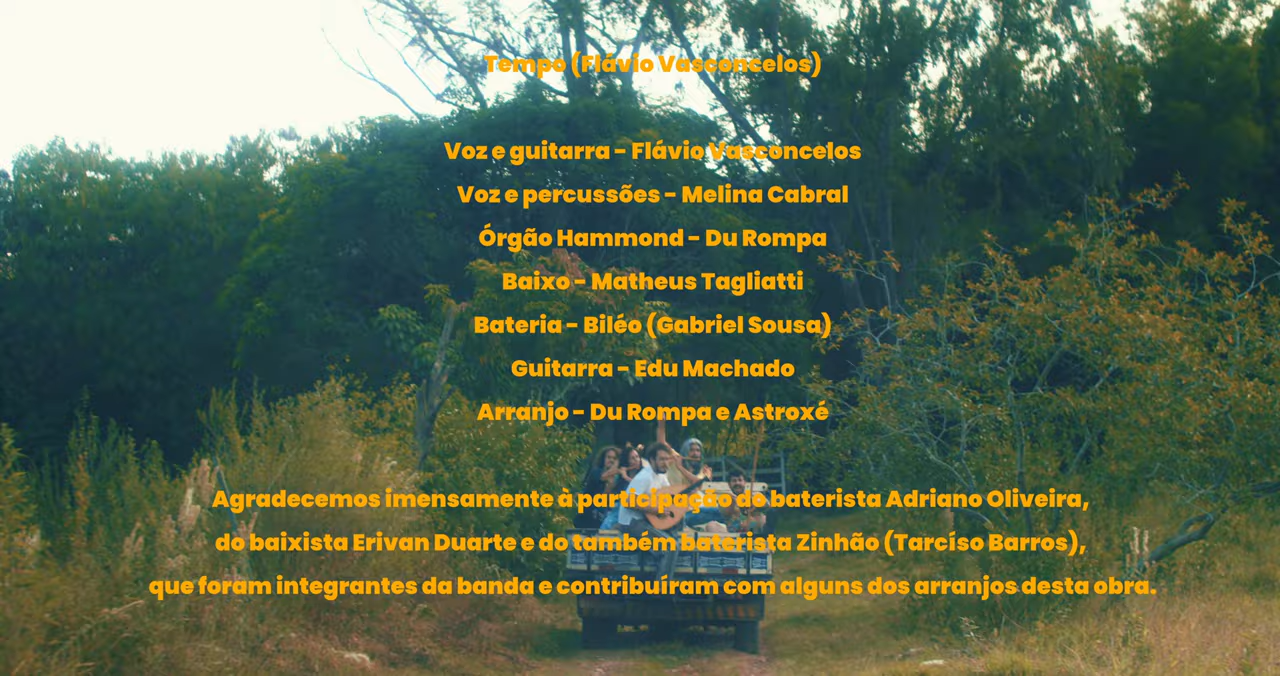 Tempo (Flávio Vasconcelos)
Voz e guitarra - Flávio Vasconcelos
Voz e percussões - Melina Cabral
Órgão Hammond - Du Rompa
Baixo - Matheus Tagliatti
Bateria - Biléo (Gabriel Sousa)
Guitarra - Edu Machado
Arranjo - Du Rompa e Astroxé
Agradecemos imensamente à participação do baterista Adriano Oliveira,
do baixista Erivan Duarte e do também baterista Zinhão (Tarcíso Barros),
que foram integrantes da banda e contribuíram com alguns dos arranjos desta obra.